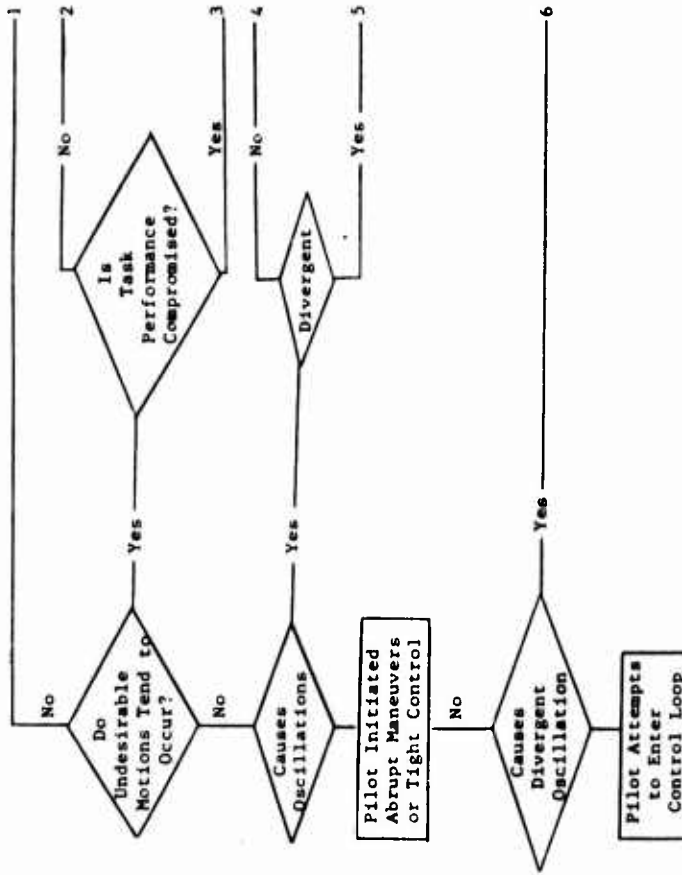 1
No
Do
Undesirable
Motions Tend to
Occur?
Yes
Is
Task
Performance
Compromised?
No
2
Yes
3
No
Causes
Oscillations
Yes
Divergent
No
4
Yes
5
Pilot Initiated
Abrupt Maneuvers
or Tight Control
No
Causes
Divergent
Oscillation
Yes
6
Pilot Attempts
to Enter
Control Loop